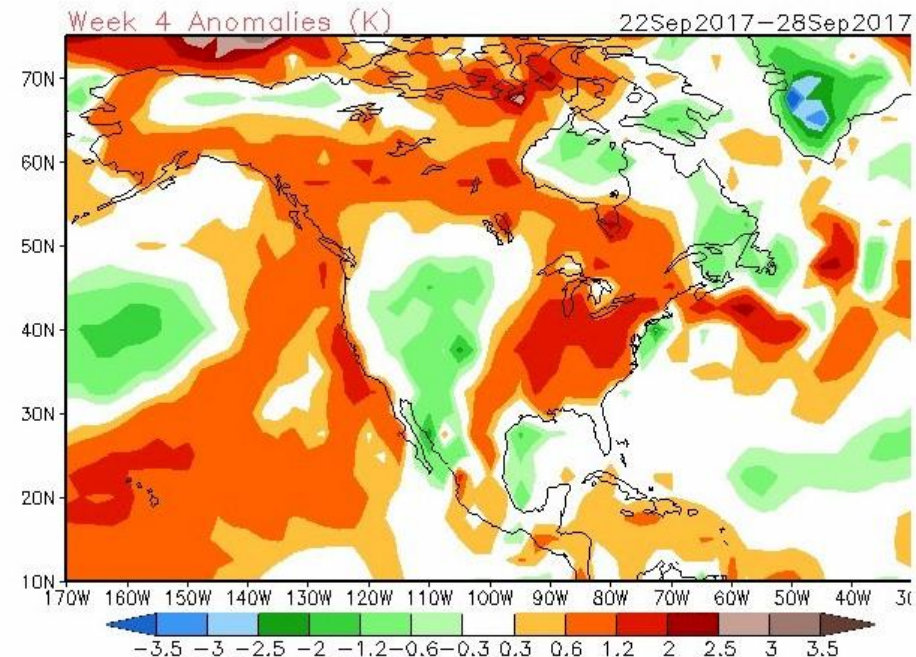 Week 4 Anomalies (K) 22Sep2017-28Sep2017
70N
60N
50N
40N
30N
20N
10N
170W 160W 150W 140W 130W 120W 110W 100W 90W 80W 70W 60W 50W 40W 30
-3.5 -3 -2.5 -2 -1.2 -0.6 -0.3 0.3 0.6 1.2 2 2.5 3 3.5